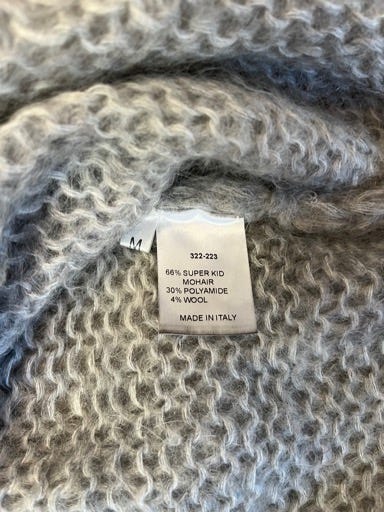 M
322-223
66% SUPER KID
MOHAIR
30% POLYAMIDE
4% WOOL
MADE IN ITALY